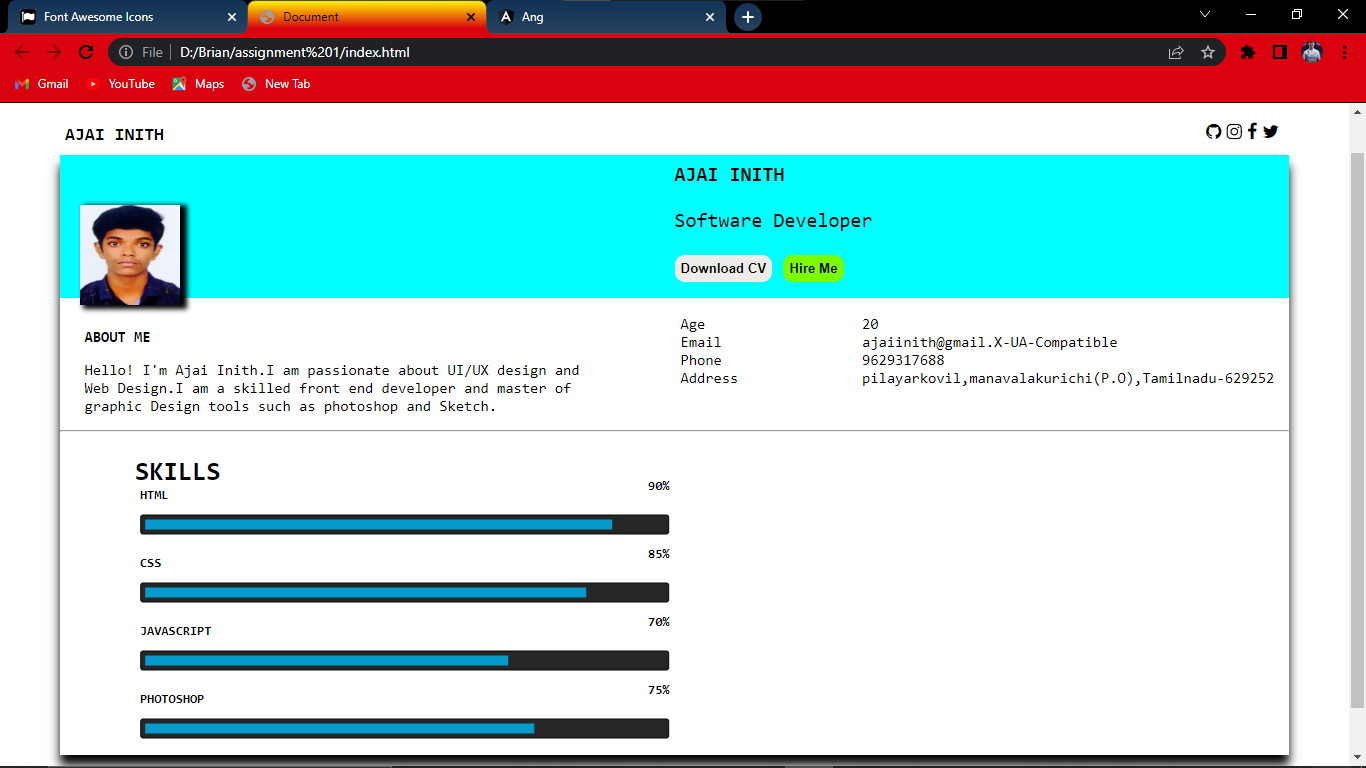 Font Awesome Icons
Document
Ang
File
D:/Brian/assignment%201/index.html
Gmail
YouTube
Maps
New Tab
AJAI INITH
AJAI INITH
Software Developer
Download CV
Hire Me
ABOUT ME
Hello! I'm Ajai Inith.I am passionate about UI/UX design and
Web Design.I am a skilled front end developer and master of
graphic Design tools such as photoshop and Sketch.
Age 20
Email ajaiinith@gmail.X-UA-Compatible
Phone 9629317688
Address pilayarkovil,manavalakurichi(P.O),Tamilnadu-629252
SKILLS
HTML 90%
CSS 85%
JAVASCRIPT 70%
PHOTOSHOP 75%